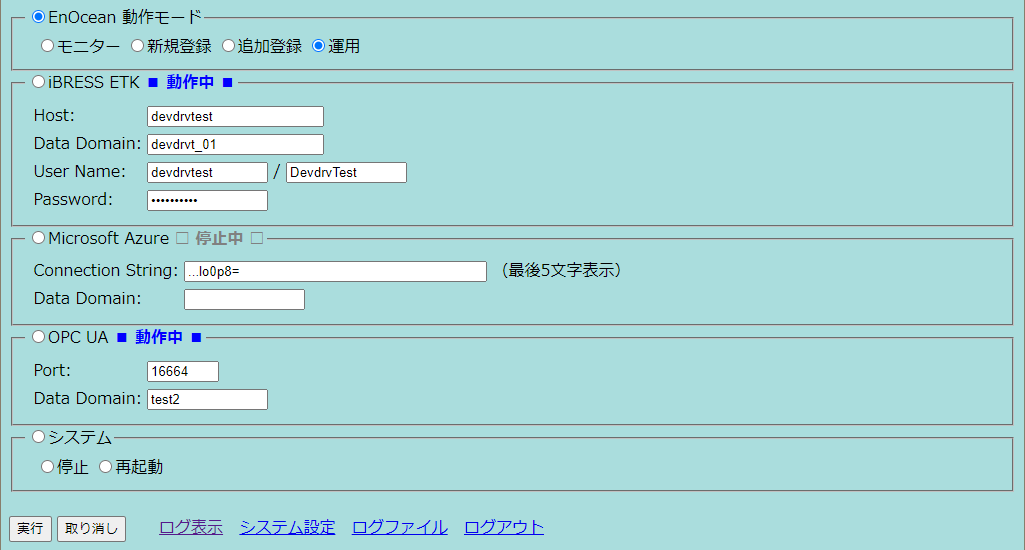 EnOcean 動作モード
モニター 新規登録 追加登録 運用
iBRESS ETK ■ 動作中 ■
Host: devdrvtest
Data Domain: devdrvt_01
User Name: devdrvtest / DevdrvTest
Password: ••••••••••
Microsoft Azure □ 停止中 □
Connection String: ...lo0p8= （最後5文字表示）
Data Domain:
OPC UA ■ 動作中 ■
Port: 16664
Data Domain: test2
システム
停止 再起動
実行 取り消し ログ表示 システム設定 ログファイル ログアウト